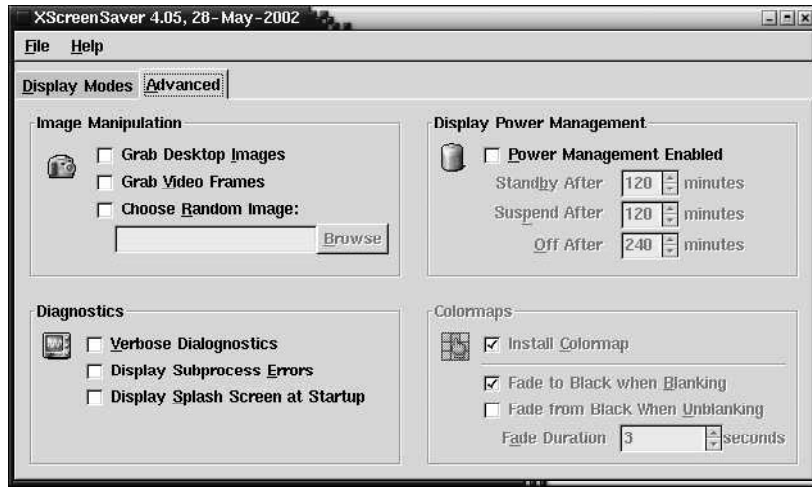 XScreenSaver 4.05, 28-May-2002
File Help
Display Modes Advanced
Image Manipulation
Grab Desktop Images
Grab Video Frames
Choose Random Image:
Browse
Display Power Management
Power Management Enabled
Standby After 120 minutes
Suspend After 120 minutes
Off After 240 minutes
Diagnostics
Verbose Dialognostics
Display Subprocess Errors
Display Splash Screen at Startup
Colormaps
Install Colormap
Fade to Black when Blanking
Fade from Black When Unblanking
Fade Duration 3 seconds